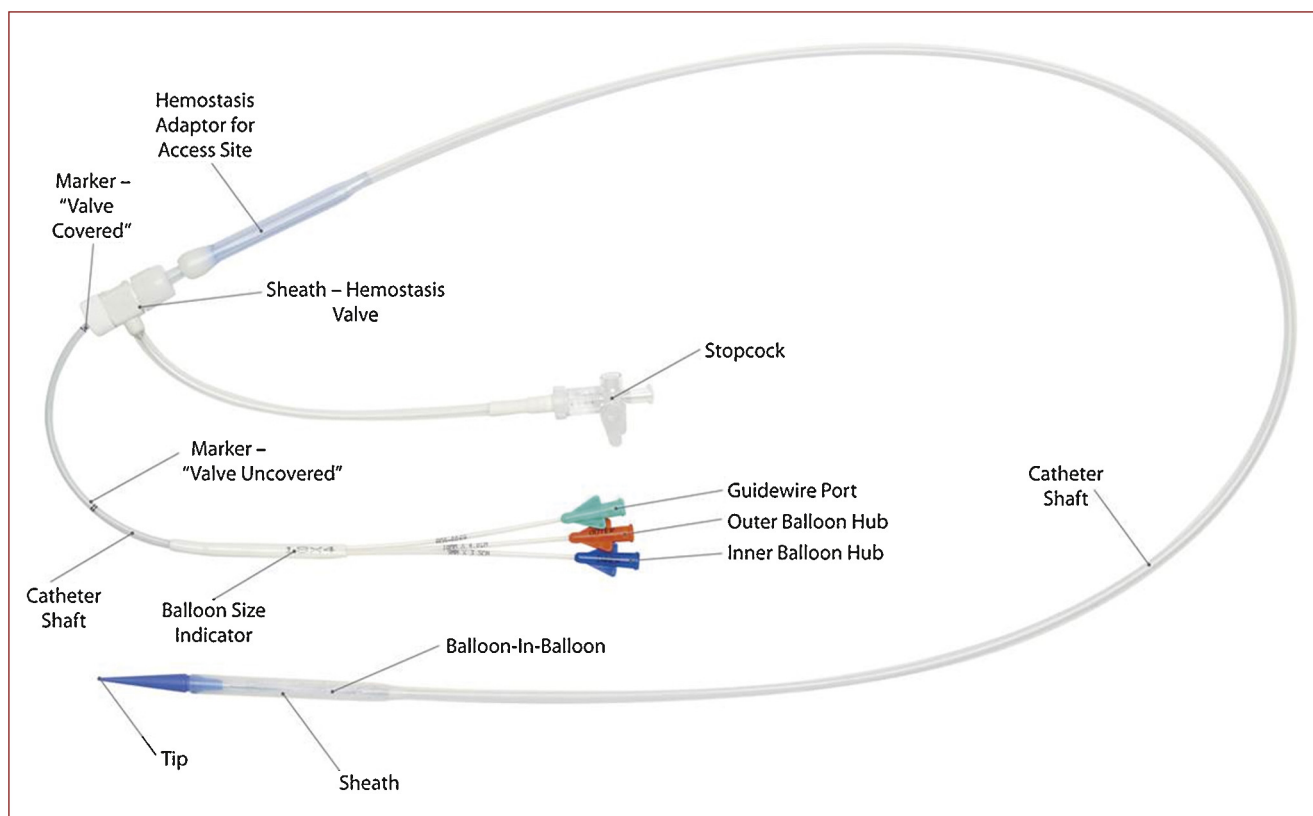 Hemostasis
Adaptor for
Access Site
Marker –
“Valve
Covered”
Sheath – Hemostasis
Valve
Stopcock
Marker –
“Valve Uncovered”
Catheter
Shaft
Guidewire Port
Outer Balloon Hub
Inner Balloon Hub
Catheter
Shaft
Balloon Size
Indicator
Balloon-In-Balloon
Tip
Sheath